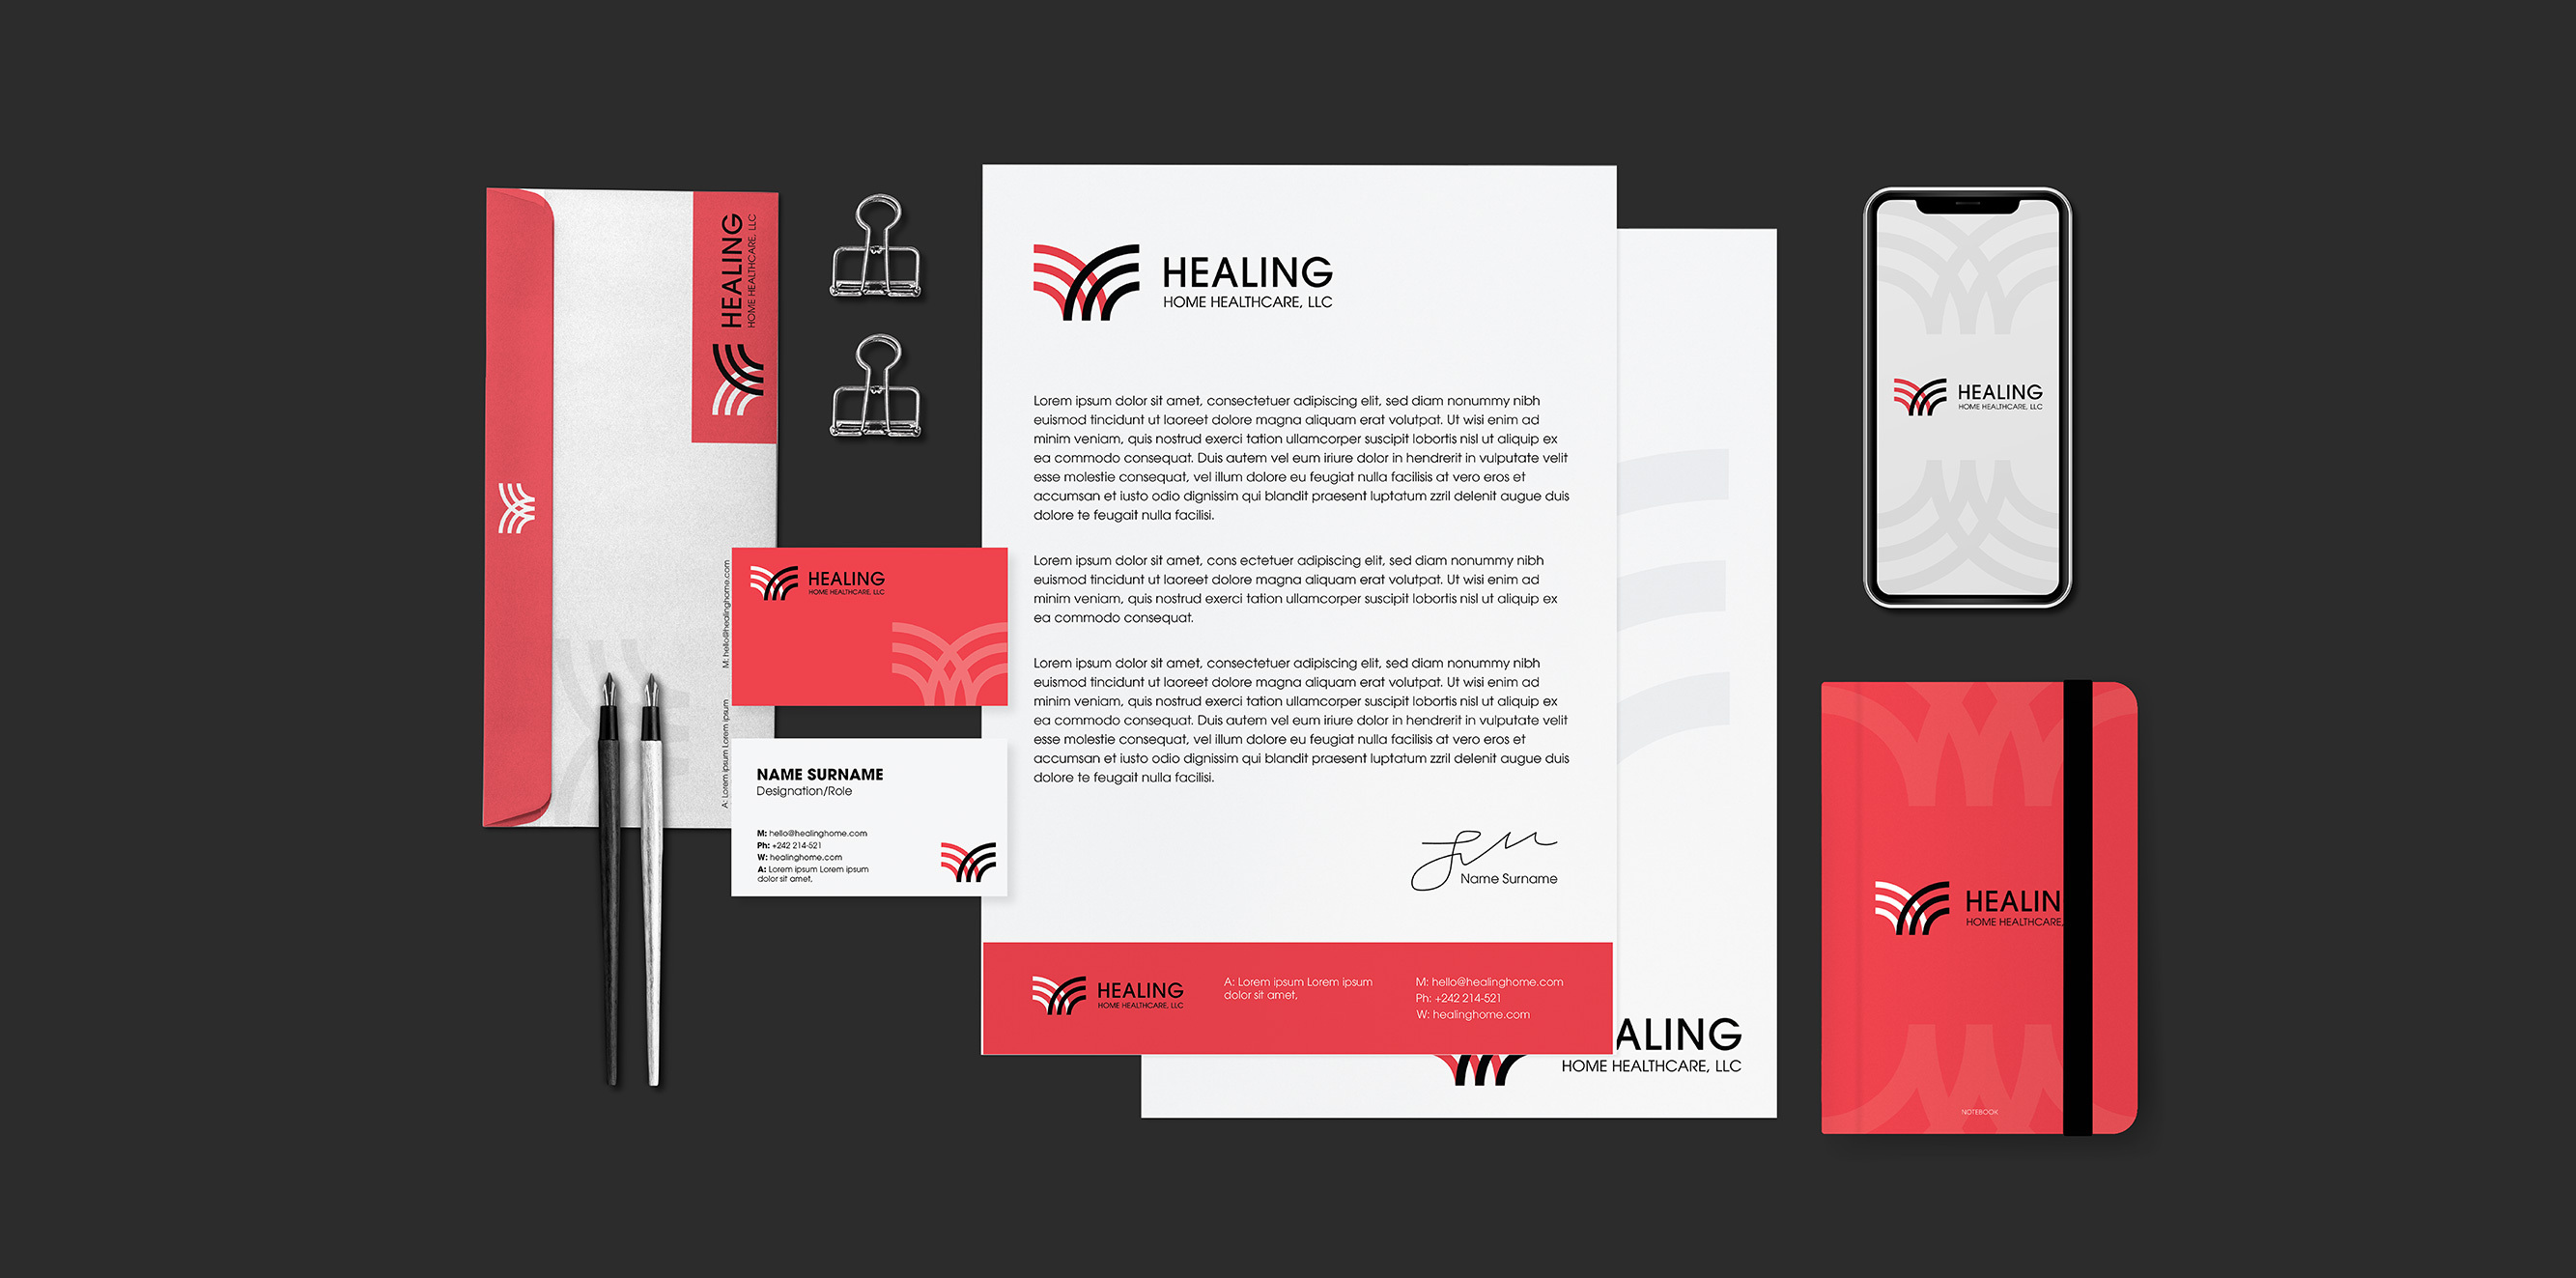 HEALING
HOME HEALTHCARE, LLC
M: hello@healinghome.com
A: Lorem ipsum Lorem ipsum
HEALING
HOME HEALTHCARE, LLC
NAME SURNAME
Designation/Role
M: hello@healinghome.com
Ph: +242 214-521
W: healinghome.com
A: Lorem ipsum Lorem ipsum
dolor sit amet,
HEALING
HOME HEALTHCARE, LLC
Lorem ipsum dolor sit amet, consectetuer adipiscing elit, sed diam nonummy nibh
euismod tincidunt ut laoreet dolore magna aliquam erat volutpat. Ut wisi enim ad
minim veniam, quis nostrud exerci tation ullamcorper suscipit lobortis nisl ut aliquip ex
ea commodo consequat. Duis autem vel eum iriure dolor in hendrerit in vulputate velit
esse molestie consequat, vel illum dolore eu feugiat nulla facilisis at vero eros et
accumsan et iusto odio dignissim qui blandit praesent luptatum zzril delenit augue duis
dolore te feugait nulla facilisi.
Lorem ipsum dolor sit amet, cons ectetuer adipiscing elit, sed diam nonummy nibh
euismod tincidunt ut laoreet dolore magna aliquam erat volutpat. Ut wisi enim ad
minim veniam, quis nostrud exerci tation ullamcorper suscipit lobortis nisl ut aliquip ex
ea commodo consequat.
Lorem ipsum dolor sit amet, consectetuer adipiscing elit, sed diam nonummy nibh
euismod tincidunt ut laoreet dolore magna aliquam erat volutpat. Ut wisi enim ad
minim veniam, quis nostrud exerci tation ullamcorper suscipit lobortis nisl ut aliquip ex
ea commodo consequat. Duis autem vel eum iriure dolor in hendrerit in vulputate velit
esse molestie consequat, vel illum dolore eu feugiat nulla facilisis at vero eros et
accumsan et iusto odio dignissim qui blandit praesent luptatum zzril delenit augue duis
dolore te feugait nulla facilisi.
Name Surname
HEALING
HOME HEALTHCARE, LLC
A: Lorem ipsum Lorem ipsum
dolor sit amet,
M: hello@healinghome.com
Ph: +242 214-521
W: healinghome.com
ALING
HOME HEALTHCARE, LLC
HEALING
HOME HEALTHCARE, LLC
HEALIN
HOME HEALTHCARE,
NOTEBOOK